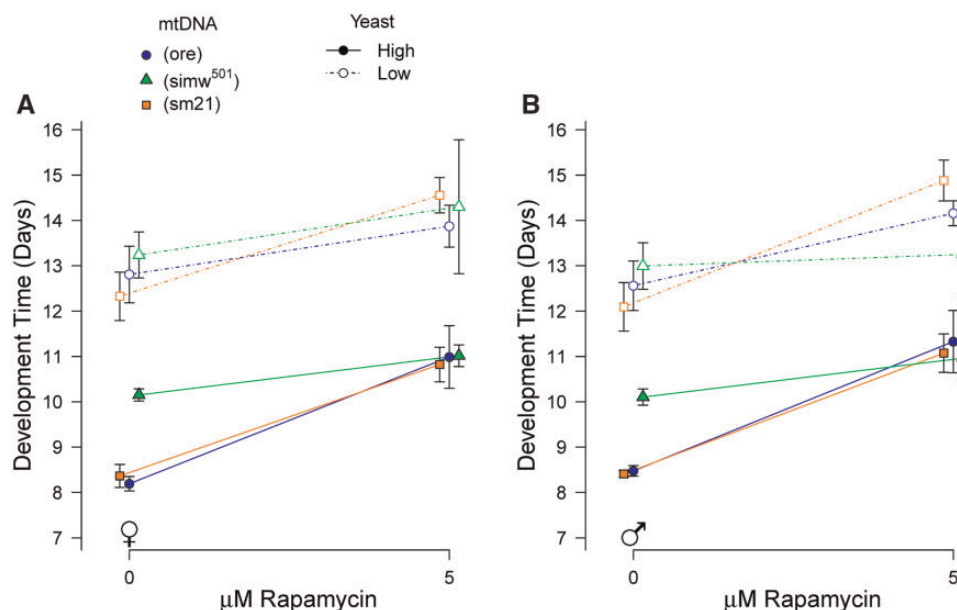 mtDNA
(ore)
(simw501)
(sm21)
Yeast
High
Low
A
Development Time (Days)
16
15
14
13
12
11
10
9
8
7
♀
0
5
μM Rapamycin
B
Development Time (Days)
16
15
14
13
12
11
10
9
8
7
♂
0
5
μM Rapamycin